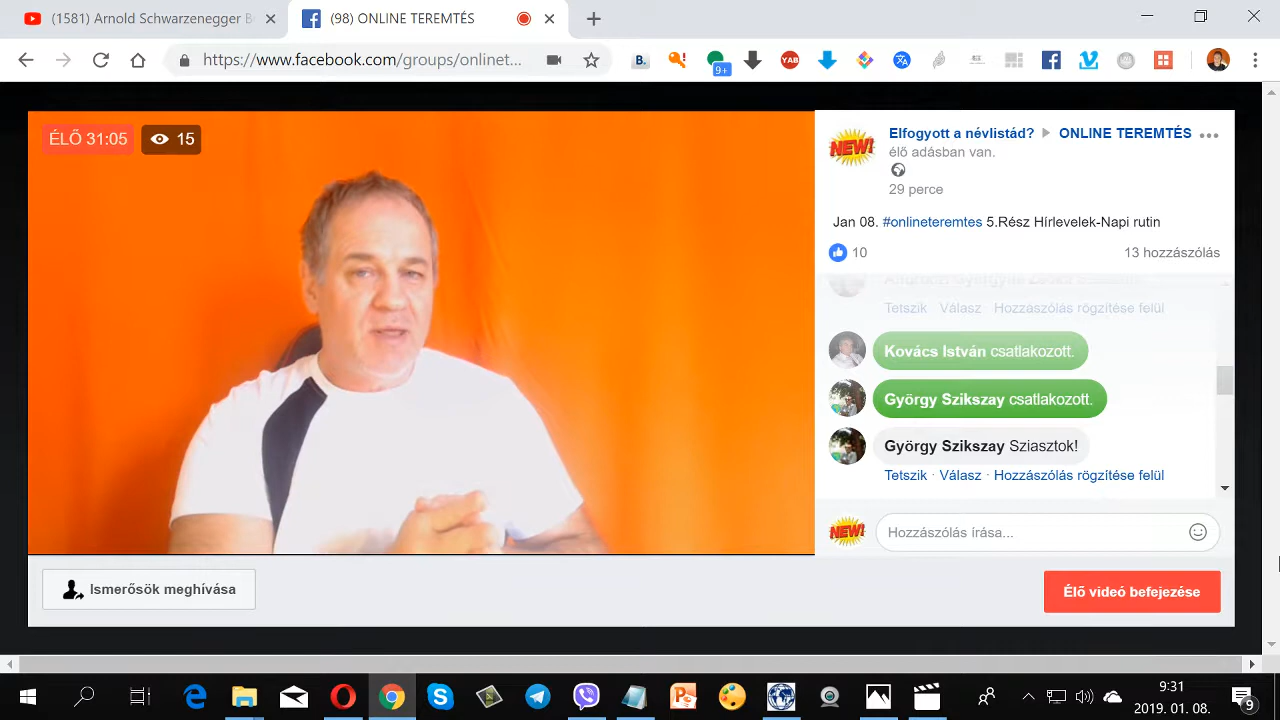 (1581) Arnold Schwarzenegger B
(98) ONLINE TEREMTÉS
https://www.facebook.com/groups/onlinet...
B.
9+
YAB
ÉLŐ 31:05
15
NEW!
Elfogyott a névlistád? ▶ ONLINE TEREMTÉS
élő adásban van.
29 perce
Jan 08. #onlineteremtes 5.Rész Hírlevelek-Napi rutin
10
13 hozzászólás
Tetszik · Válasz · Hozzászólás rögzítése felül
Kovács István csatlakozott.
György Szikszay csatlakozott.
György Szikszay Sziasztok!
Tetszik · Válasz · Hozzászólás rögzítése felül
NEW!
Hozzászólás írása...
Ismerősök meghívása
Élő videó befejezése
9:31
2019. 01. 08.
9